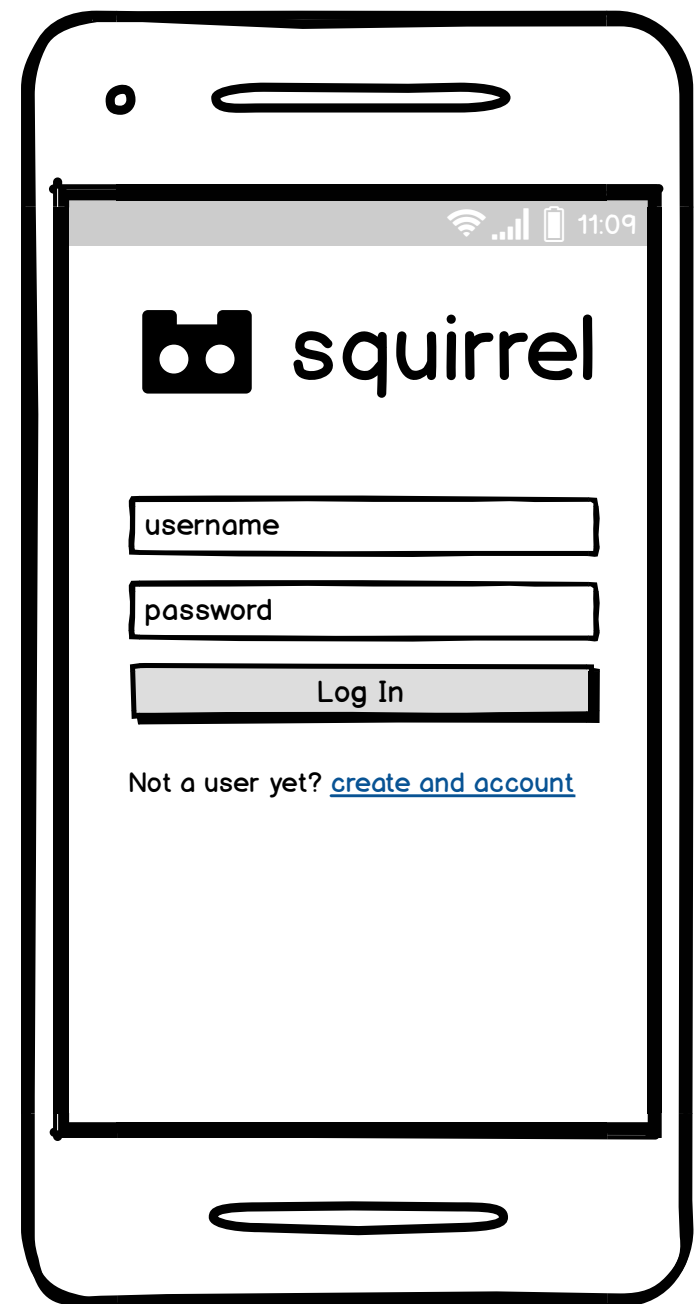 11:09
squirrel
username
password
Log In
Not a user yet? create and account